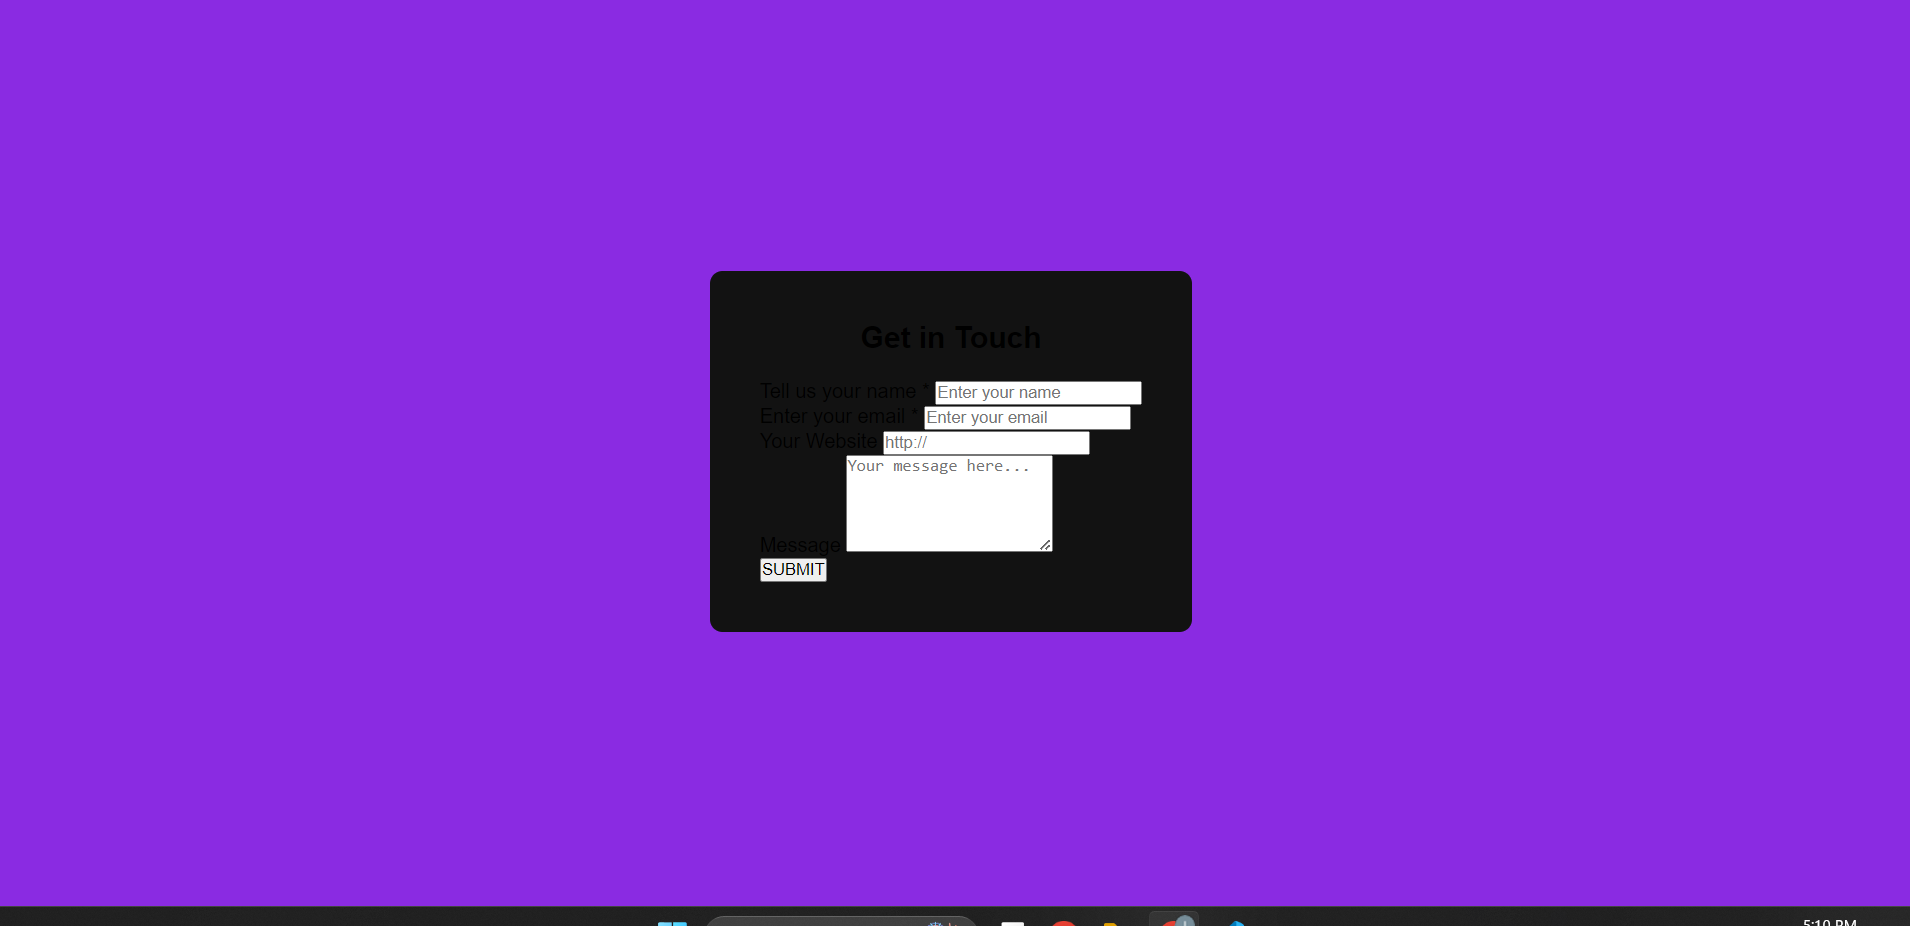 Get in Touch
Tell us your name * Enter your name
Enter your email * Enter your email
Your Website http://
Your message here...
Message
SUBMIT
5:10 PM